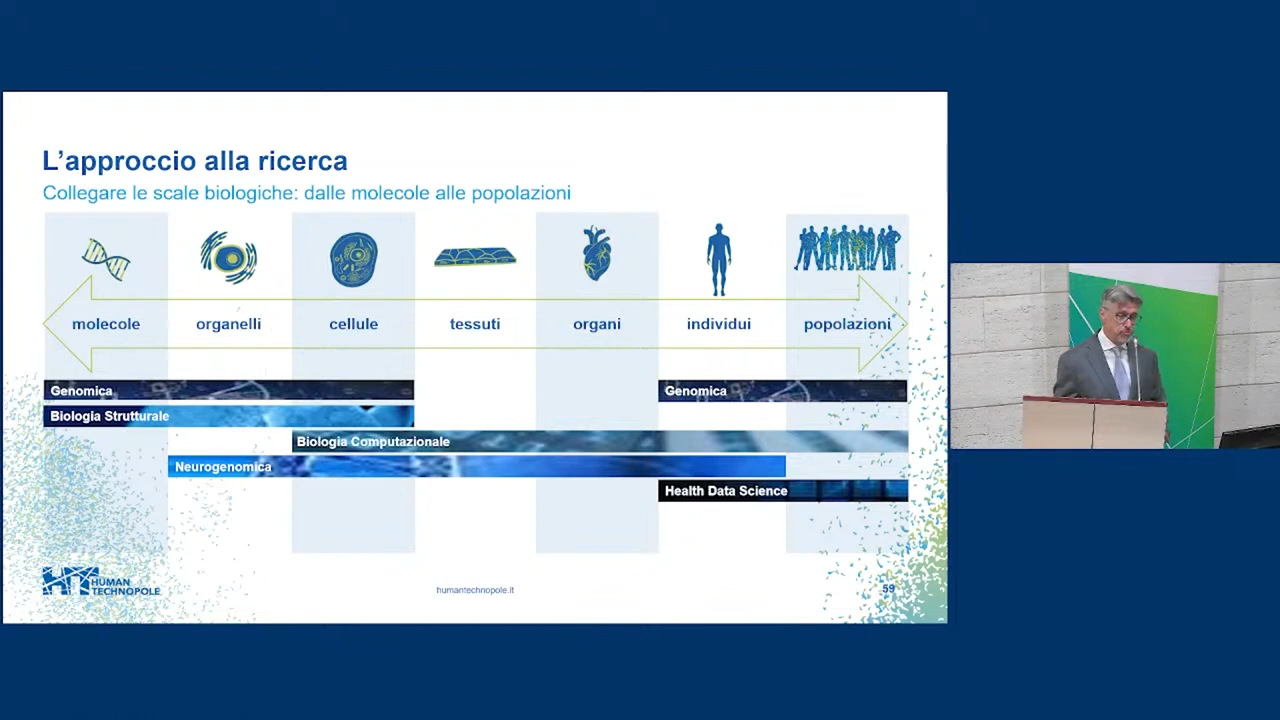 L'approccio alla ricerca
Collegare le scale biologiche: dalle molecole alle popolazioni
molecole organelli cellule tessuti organi individui popolazioni
Genomica Genomica
Biologia Strutturale
Biologia Computazionale
Neurogenomica
Health Data Science
HT HUMAN
TECHNOPOLE
humantechnopole.it
59